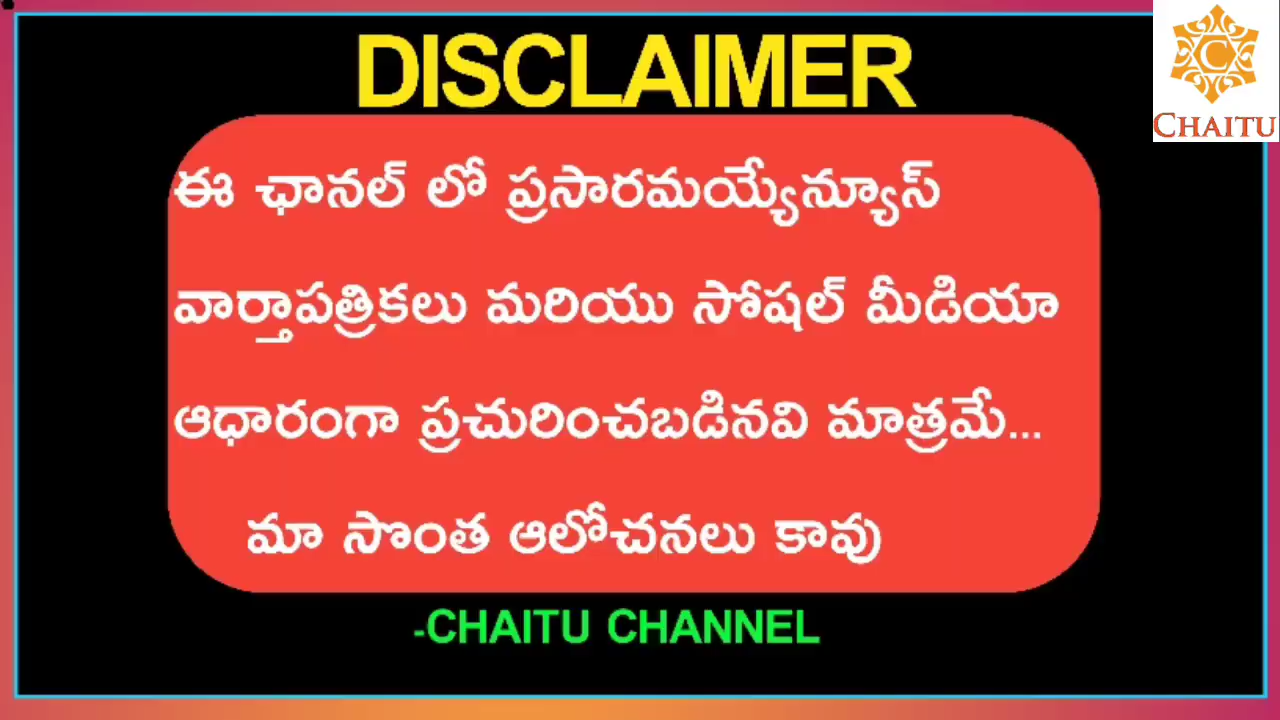 DISCLAIMER
CHAITU
ఈ ఛానల్ లో ప్రసారమయ్యేన్యూస్
వార్తాపత్రికలు మరియు సోషల్ మీడియా
ఆధారంగా ప్రచురించబడినవి మాత్రమే...
మా సొంత ఆలోచనలు కావు
-CHAITU CHANNEL